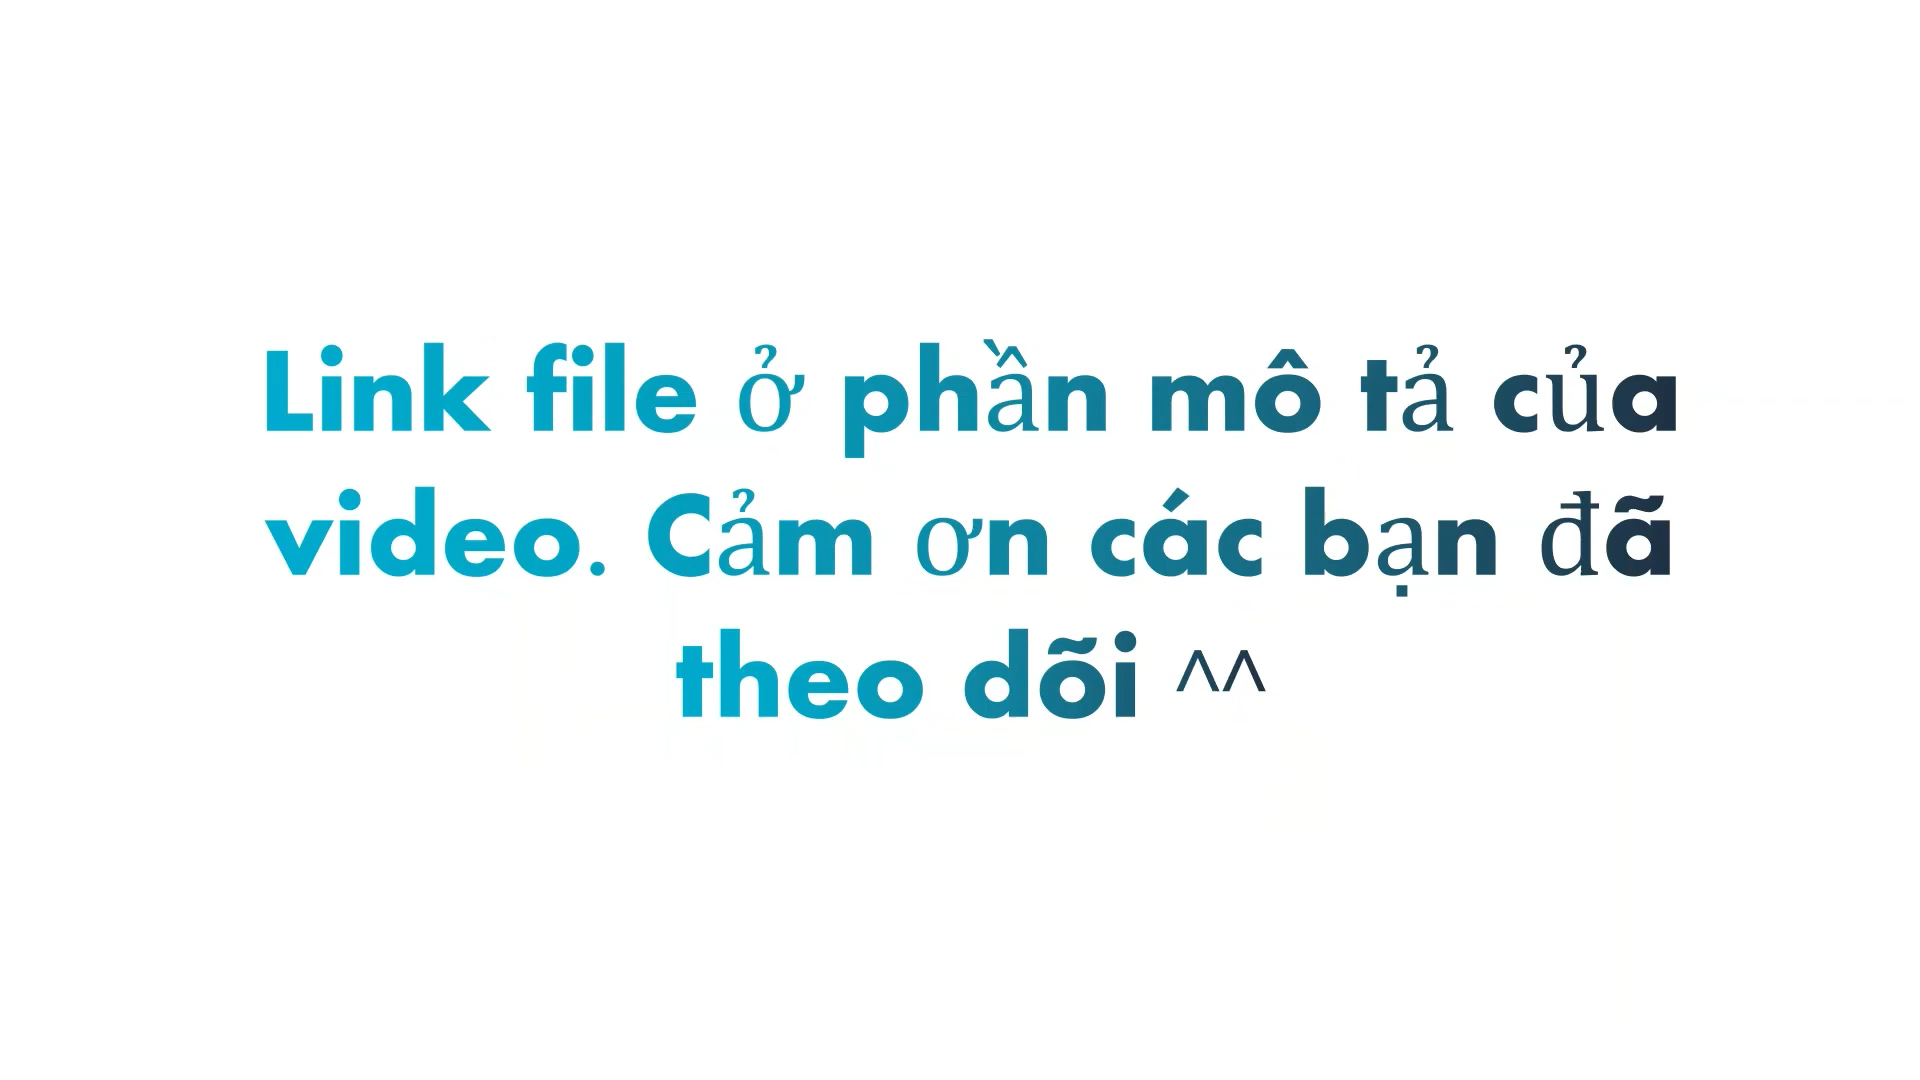 Link file ở phần mô tả của
video. Cảm ơn các bạn đã
theo dõi ^^